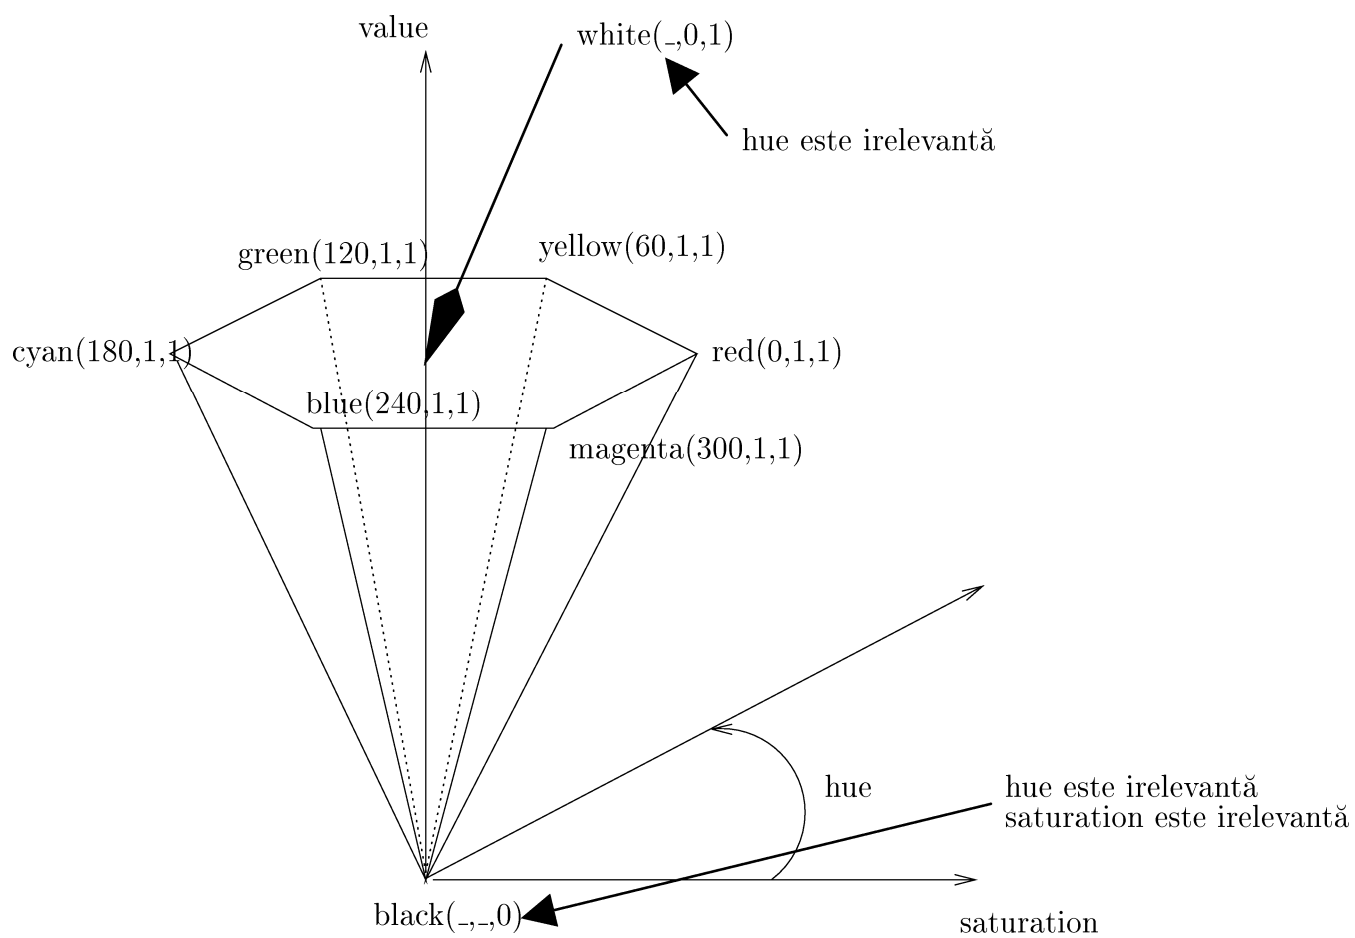 value
white(_,0,1)
hue este irelevantă
green(120,1,1)
yellow(60,1,1)
cyan(180,1,1)
red(0,1,1)
blue(240,1,1)
magenta(300,1,1)
hue
hue este irelevantă
saturation este irelevantă
black(_,_,0)
saturation